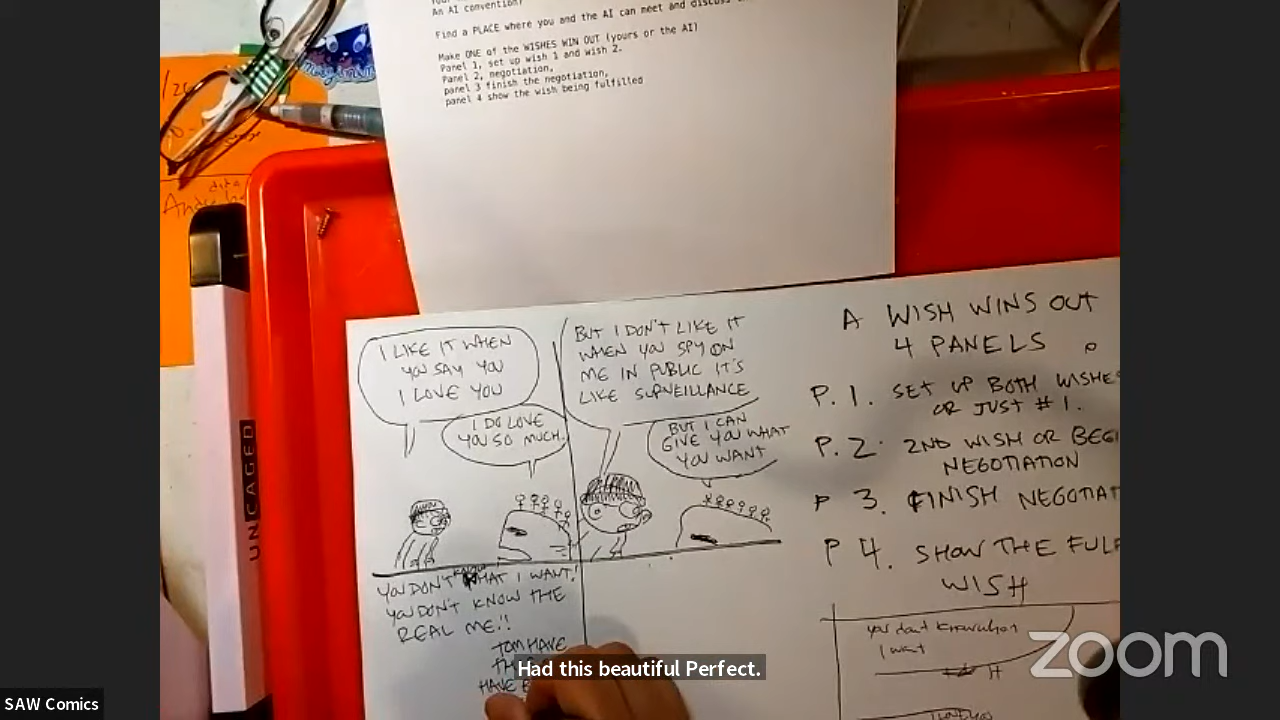 An AI convention?
Find a PLACE where you and the AI can meet and discuss
Make ONE of the WISHES WIN OUT (yours or the AI)
Panel 1, set up wish 1 and wish 2.
Panel 2, negotiation,
panel 3 finish the negotiation,
panel 4 show the wish being fulfilled
UNCAGED
I LIKE IT WHEN
YOU SAY YOU
I LOVE YOU
I DO LOVE
YOU SO MUCH
BUT I DON'T LIKE IT
WHEN YOU SPY ON
ME IN PUBLIC IT'S
LIKE SURVEILLANCE
BUT I CAN
GIVE YOU WHAT
YOU WANT
YOU DON'T KNOW WHAT I WANT!
YOU DON'T KNOW THE
REAL ME!!
TOM HAVE
HAVE
A WISH WINS OUT
4 PANELS
P. 1. SET UP BOTH WISHES
OR JUST #1.
P. 2. 2ND WISH OR BEGI
NEGOTIATION
P 3. FINISH NEGOTIAT
P 4. SHOW THE FULF
WISH
you don't know what
I want
Had this beautiful Perfect.
zoom
SAW Comics